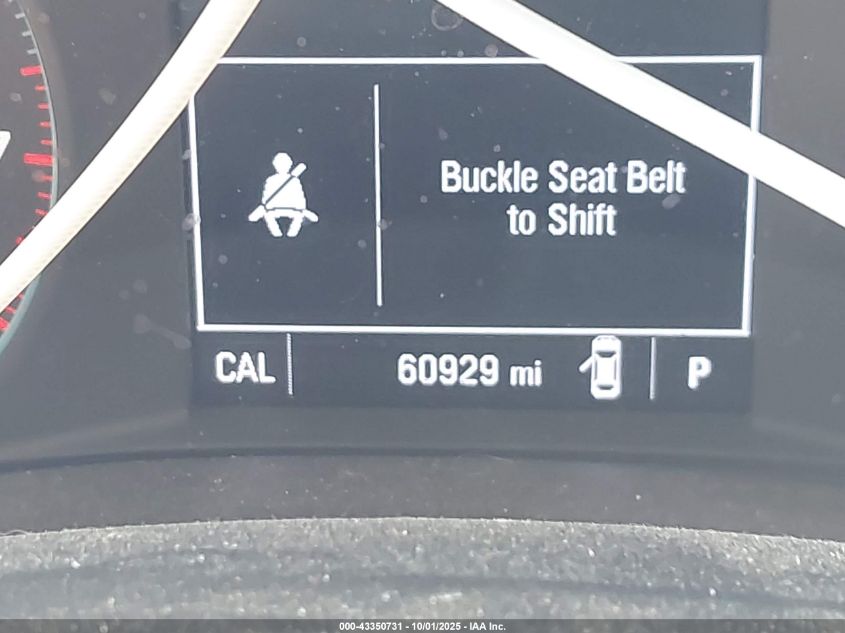 Buckle Seat Belt
to Shift
CAL 60929 mi P
000-43350731 - 10/01/2025 - IAA Inc.